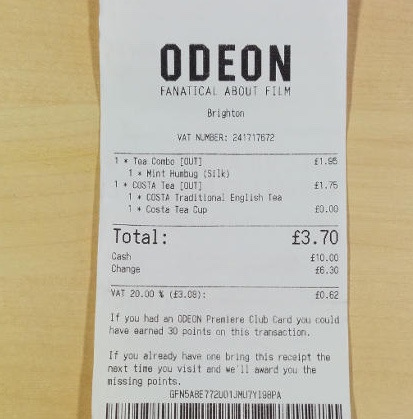 ODEON
FANATICAL ABOUT FILM
Brighton
VAT NUMBER: 241717672
1 * Tea Combo [OUT] £1.95
1 * Mint Humbug (Silk)
1 * COSTA Tea [OUT] £1.75
1 * COSTA Traditional English Tea
1 * Costa Tea Cup £0.00
Total: £3.70
Cash £10.00
Change £6.30
VAT 20.00 % (£3.08): £0.62
If you had an ODEON Premiere Club Card you could
have earned 30 points on this transaction.
If you already have one bring this receipt the
next time you visit and we'll award you the
missing points.